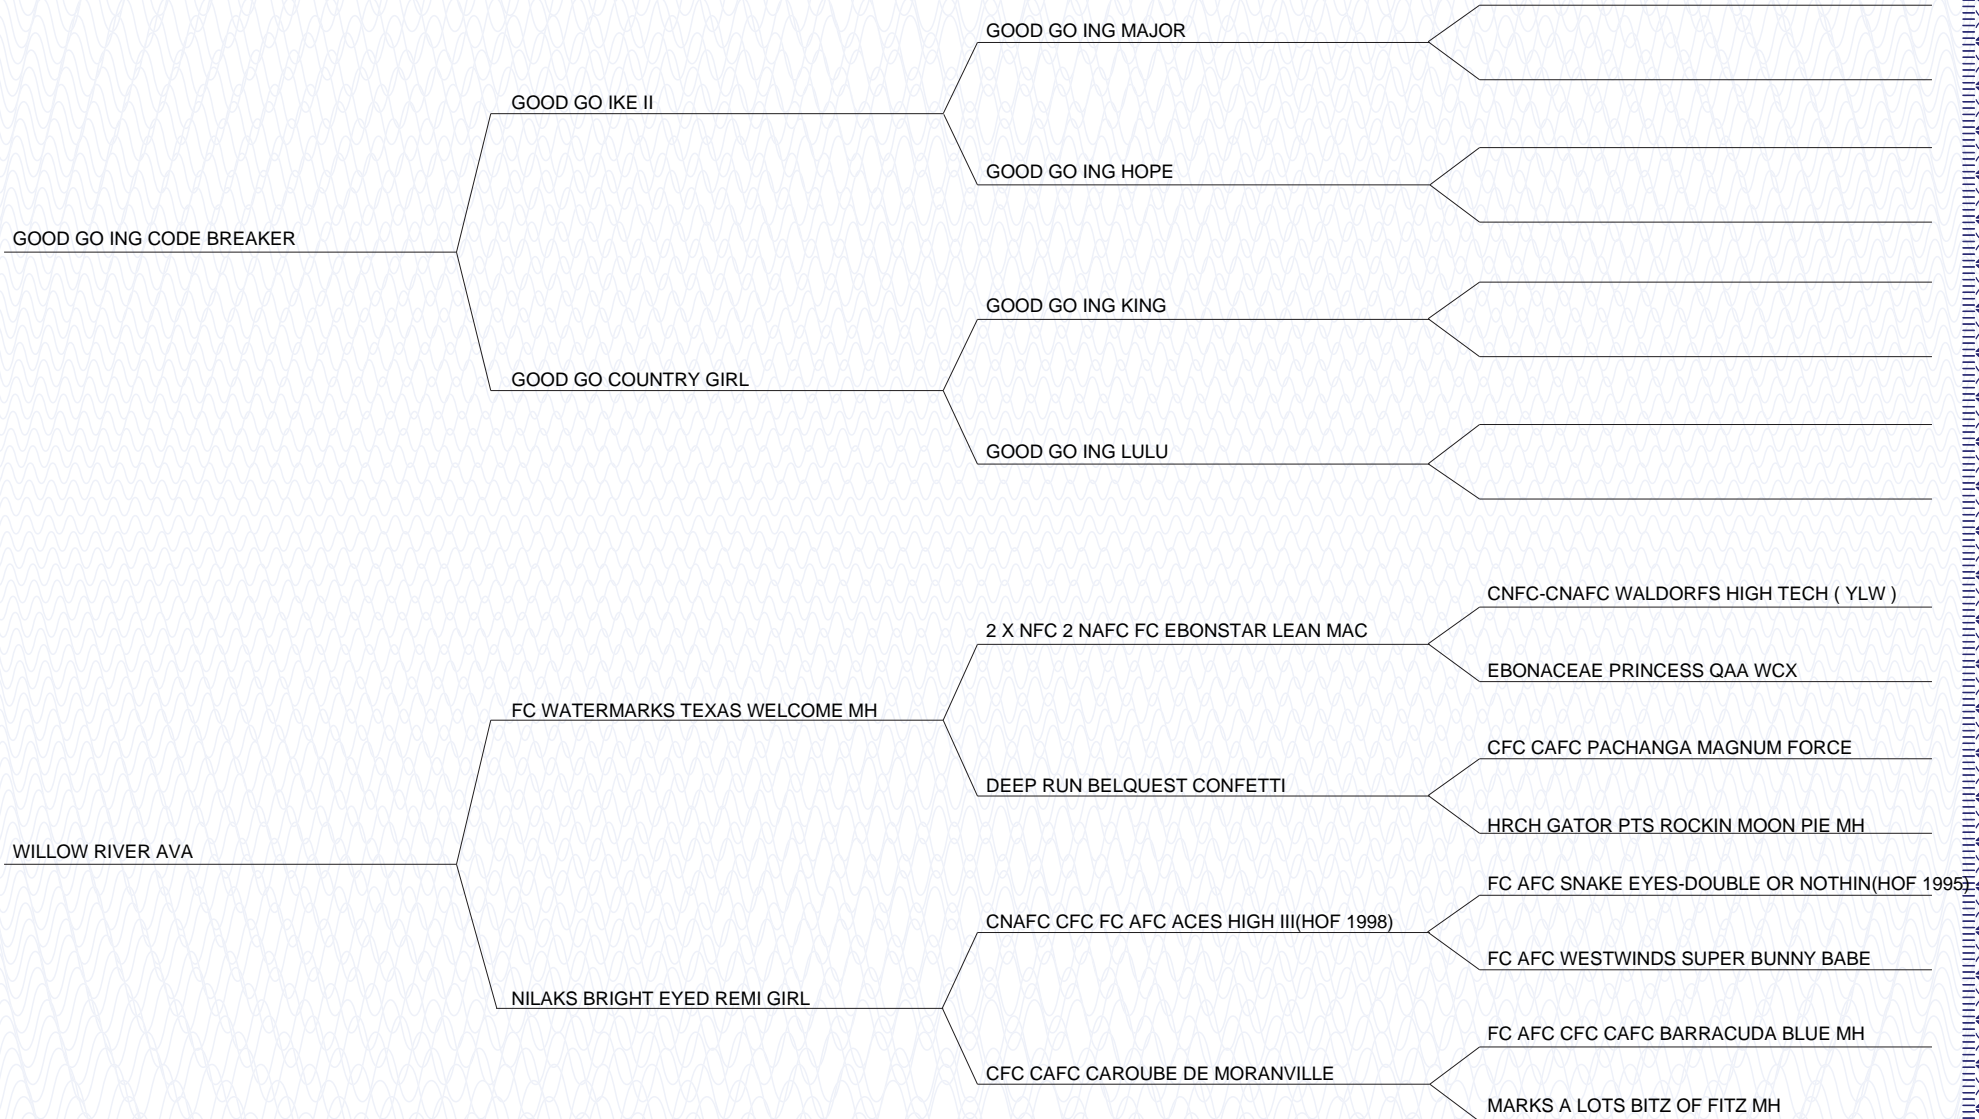 GOOD GO ING MAJOR
GOOD GO IKE II
GOOD GO ING HOPE
GOOD GO ING CODE BREAKER
GOOD GO ING KING
GOOD GO COUNTRY GIRL
GOOD GO ING LULU
CNFC-CNAFC WALDORFS HIGH TECH ( YLW )
2 X NFC 2 NAFC FC EBONSTAR LEAN MAC
EBONACEAE PRINCESS QAA WCX
FC WATERMARKS TEXAS WELCOME MH
CFC CAFC PACHANGA MAGNUM FORCE
DEEP RUN BELQUEST CONFETTI
HRCH GATOR PTS ROCKIN MOON PIE MH
WILLOW RIVER AVA
FC AFC SNAKE EYES-DOUBLE OR NOTHIN(HOF 1995)
CNAFC CFC FC AFC ACES HIGH III(HOF 1998)
FC AFC WESTWINDS SUPER BUNNY BABE
NILAKS BRIGHT EYED REMI GIRL
FC AFC CFC CAFC BARRACUDA BLUE MH
CFC CAFC CAROUBE DE MORANVILLE
MARKS A LOTS BITZ OF FITZ MH